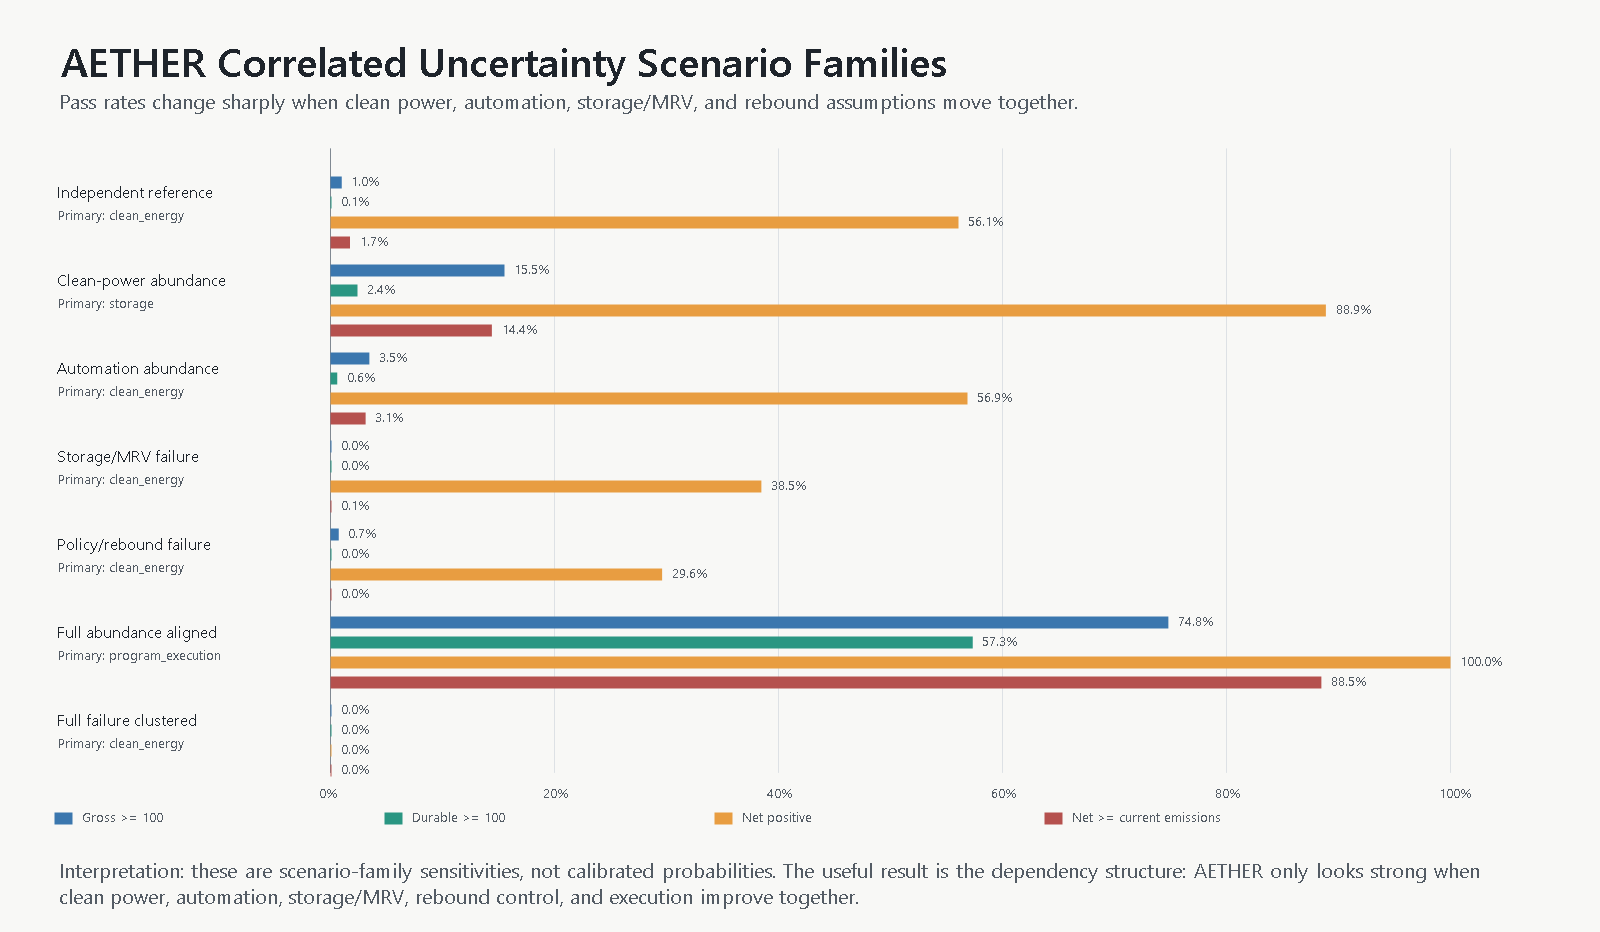 AETHER Correlated Uncertainty Scenario Families
Pass rates change sharply when clean power, automation, storage/MRV, and rebound assumptions move together.
Independent reference
Primary: clean_energy
1.0%
0.1%
56.1%
1.7%
Clean-power abundance
Primary: storage
15.5%
2.4%
88.9%
14.4%
Automation abundance
Primary: clean_energy
3.5%
0.6%
56.9%
3.1%
Storage/MRV failure
Primary: clean_energy
0.0%
0.0%
38.5%
0.1%
Policy/rebound failure
Primary: clean_energy
0.7%
0.0%
29.6%
0.0%
Full abundance aligned
Primary: program_execution
74.8%
57.3%
100.0%
88.5%
Full failure clustered
Primary: clean_energy
0.0%
0.0%
0.0%
0.0%
0% 20% 40% 60% 80% 100%
Gross >= 100 Durable >= 100 Net positive Net >= current emissions
Interpretation: these are scenario-family sensitivities, not calibrated probabilities. The useful result is the dependency structure: AETHER only looks strong when
clean power, automation, storage/MRV, rebound control, and execution improve together.